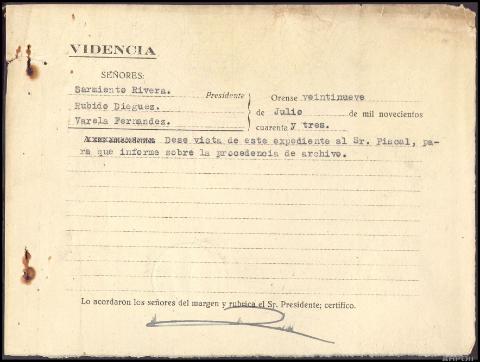 VIDENCIA
SEÑORES:
Sarmiento Rivera. Presidente
Rubido Dieguez.
Varela Fernandez.
Orense veintinueve
de Julio de mil novecientos
cuarenta y tres.
Dese vista de este expediente al Sr. Fiscal, pa-
ra que informe sobre la procedencia de archivo.
Lo acordaron los señores del margen y rubrica el Sr. Presidente; certifico.
AHPOu